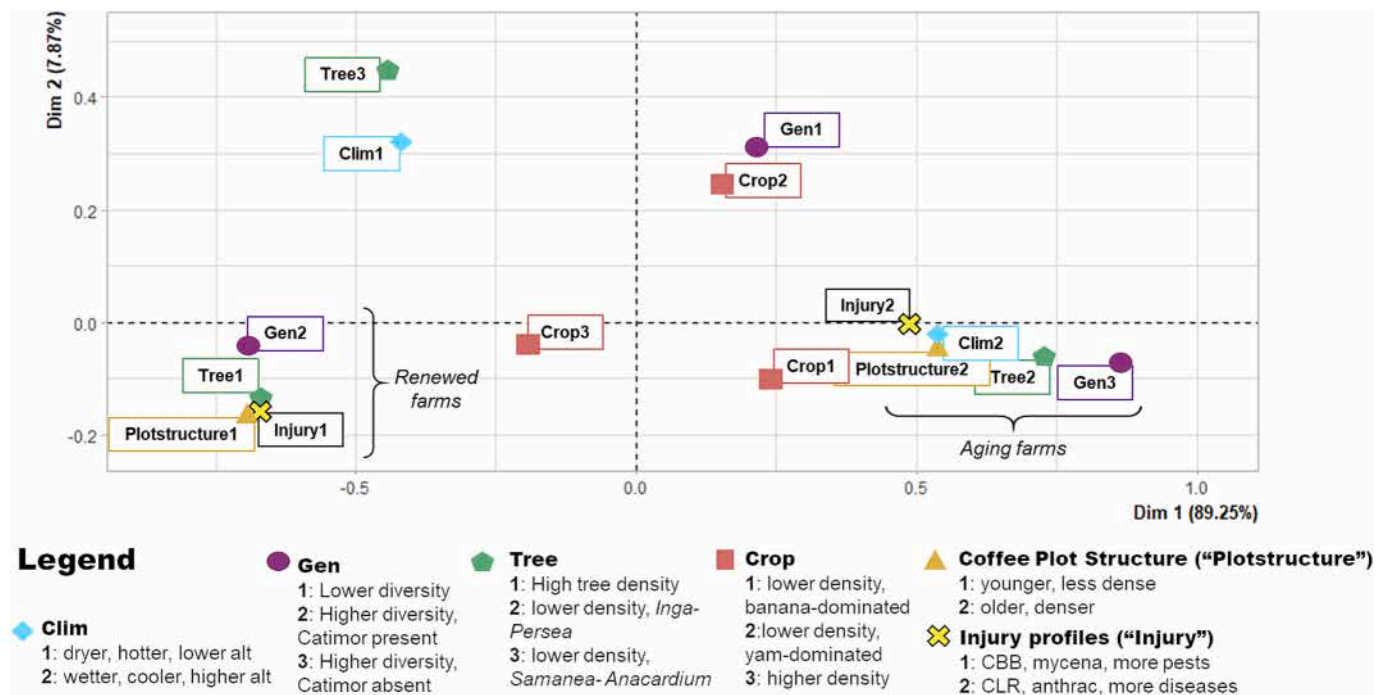 Dim 2 (7.87%)
0.4
0.2
0.0
-0.2
Tree3
Clim1
Gen1
Crop2
Injury2
Gen2
Crop3
Clim2
Tree1
Renewed
farms
Crop1
Plotstructure2
Tree2
Gen3
Plotstructure1
Injury1
Aging farms
-0.5
0.0
0.5
1.0
Dim 1 (89.25%)
Legend
Clim
1: dryer, hotter, lower alt
2: wetter, cooler, higher alt
Gen
1: Lower diversity
2: Higher diversity,
Catimor present
3: Higher diversity,
Catimor absent
Tree
1: High tree density
2: lower density, Inga-
Persea
3: lower density,
Samanea- Anacardium
Crop
1: lower density,
banana-dominated
2:lower density,
yam-dominated
3: higher density
Coffee Plot Structure (“Plotstructure”)
1: younger, less dense
2: older, denser
Injury profiles (“Injury”)
1: CBB, mycena, more pests
2: CLR, anthrac, more diseases